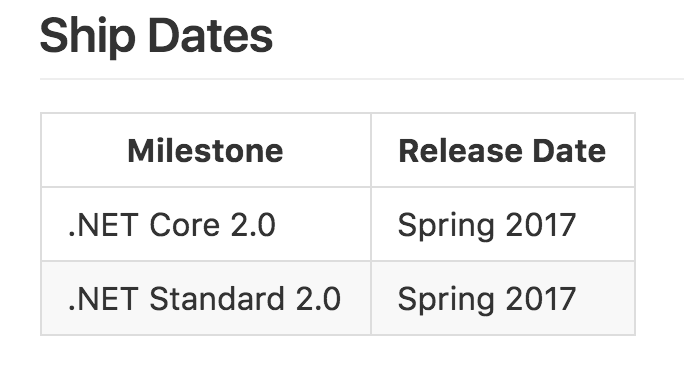 Ship Dates
Milestone Release Date
.NET Core 2.0 Spring 2017
.NET Standard 2.0 Spring 2017